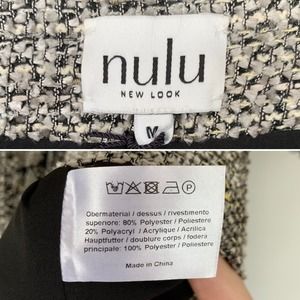 nulu
NEW LOOK
M
Obermaterial / dessus / rivestimento
superiore: 80% Polyester / Poliestere
20% Polyacryl / Acrylique / Acrilica
Hauptfutter / doublure corps / fodera
principale: 100% Polyester / Poliestere
Made in China